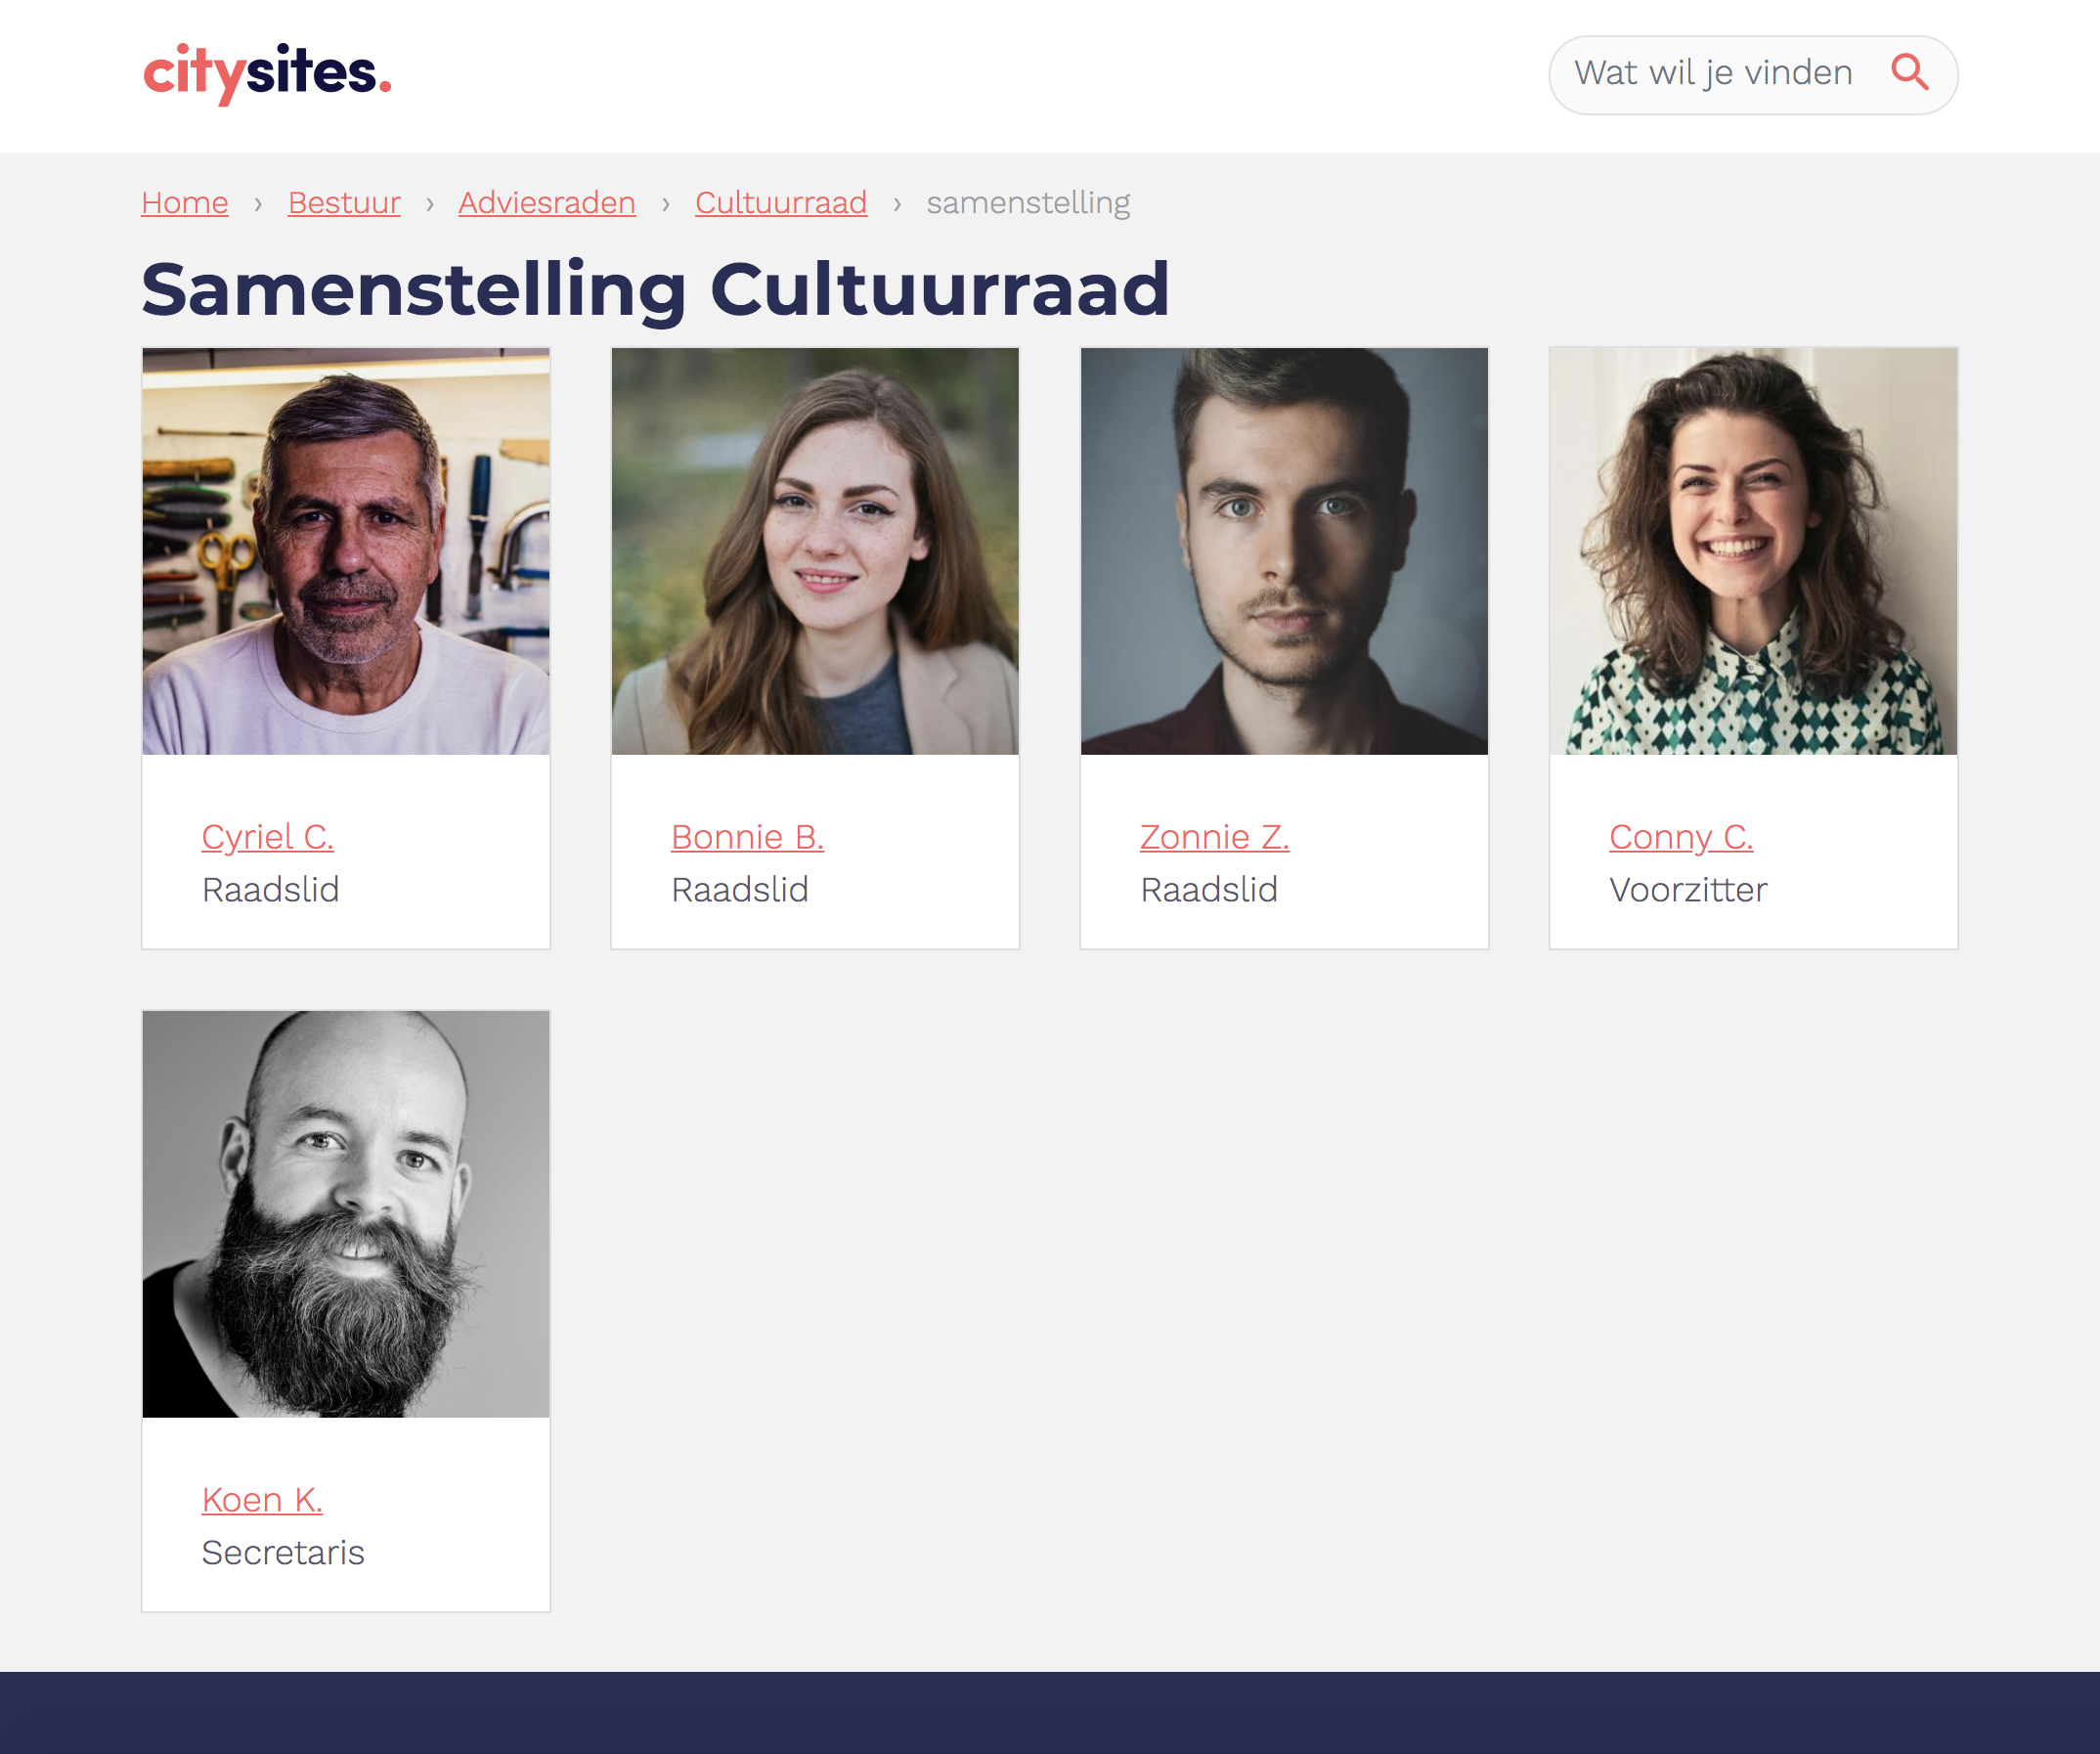 citysites.
Wat wil je vinden
Home › Bestuur › Adviesraden › Cultuurraad › samenstelling
Samenstelling Cultuurraad
Cyriel C.
Raadslid
Bonnie B.
Raadslid
Zonnie Z.
Raadslid
Conny C.
Voorzitter
Koen K.
Secretaris